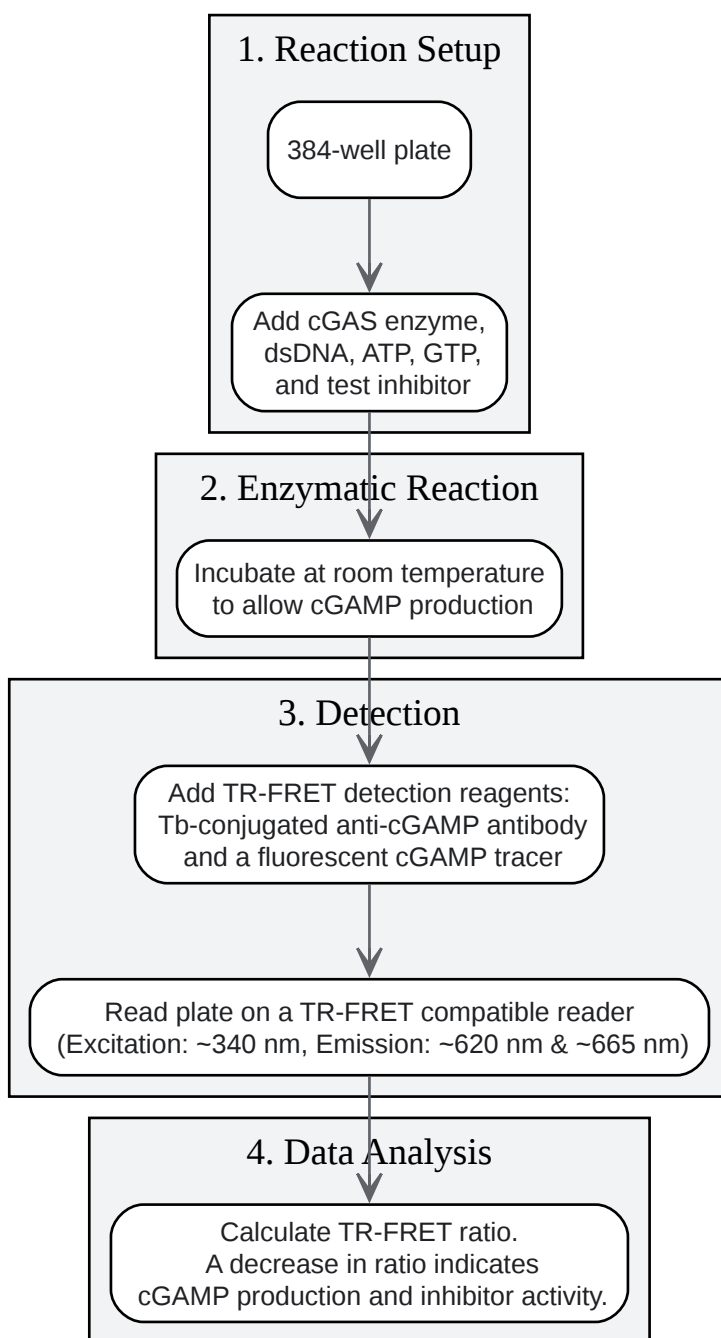 1. Reaction Setup
384-well plate
Add cGAS enzyme,
dsDNA, ATP, GTP,
and test inhibitor
2. Enzymatic Reaction
Incubate at room temperature
to allow cGAMP production
3. Detection
Add TR-FRET detection reagents:
Tb-conjugated anti-cGAMP antibody
and a fluorescent cGAMP tracer
Read plate on a TR-FRET compatible reader
(Excitation: ~340 nm, Emission: ~620 nm & ~665 nm)
4. Data Analysis
Calculate TR-FRET ratio.
A decrease in ratio indicates
cGAMP production and inhibitor activity.